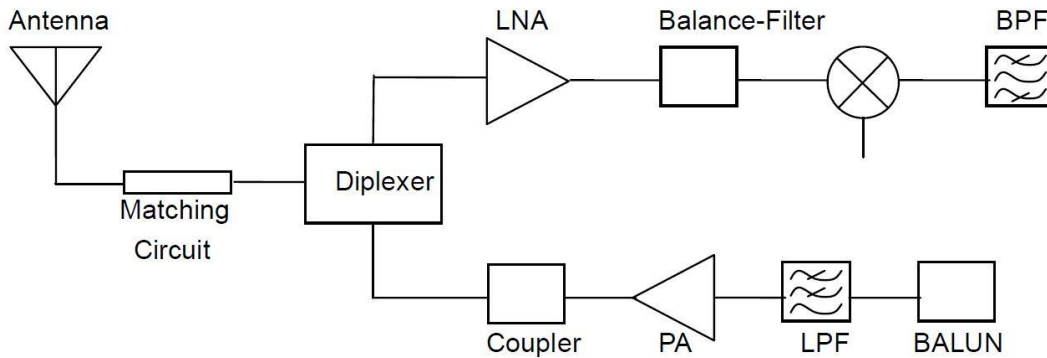 Antenna
LNA
Balance-Filter
BPF
Diplexer
Matching
Circuit
Coupler
PA
LPF
BALUN